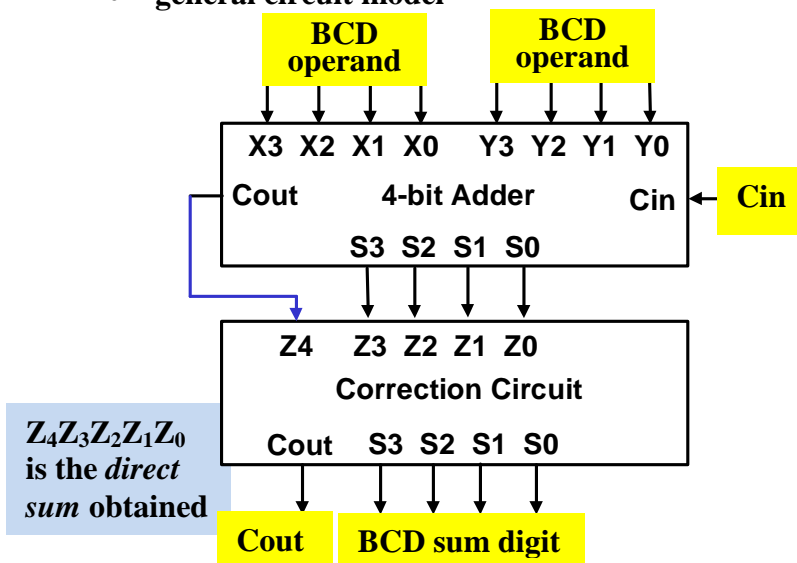 general circuit model
BCD operand
BCD operand
X3 X2 X1 X0 Y3 Y2 Y1 Y0
Cout 4-bit Adder Cin
Cin
S3 S2 S1 S0
Z4 Z3 Z2 Z1 Z0
Correction Circuit
Z₄Z₃Z₂Z₁Z₀
is the direct
sum obtained
Cout S3 S2 S1 S0
Cout
BCD sum digit